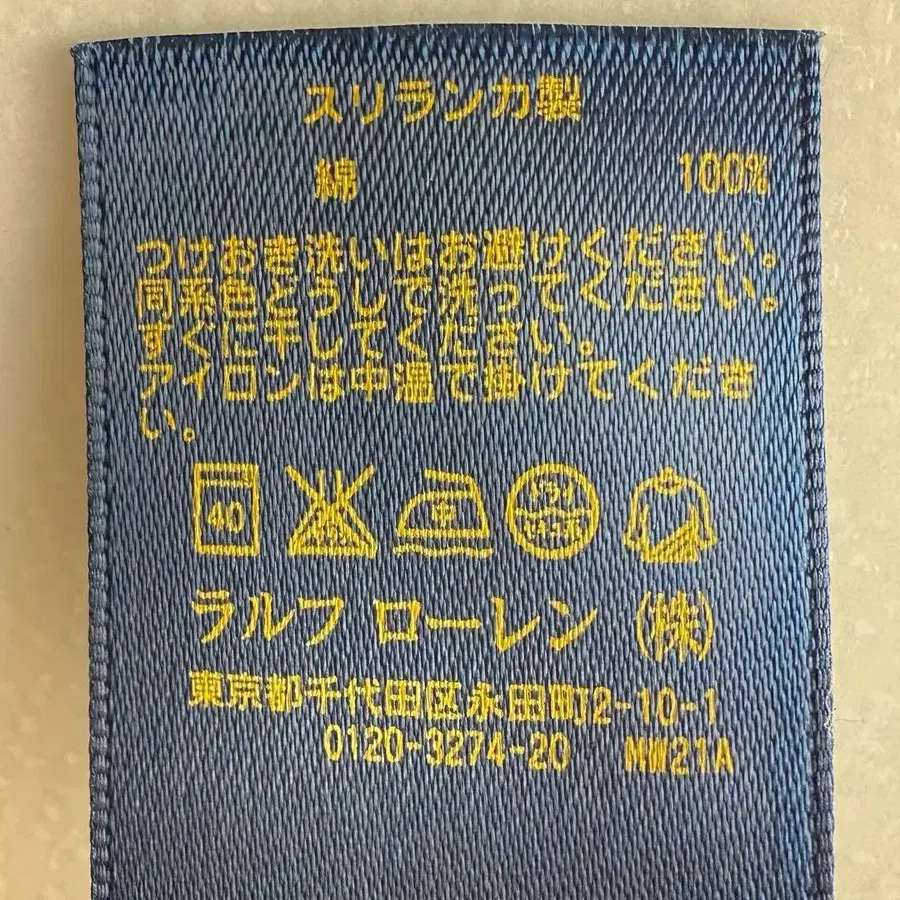 スリランカ製
綿 100%
つけおき洗いはお避けください。
同系色どうしで洗ってください。
すぐに干してください。
アイロンは中温で掛けてくださ
い。
40 中 ドライ
ラルフ ローレン (株)
東京都千代田区永田町2-10-1
0120-3274-20 MW21A